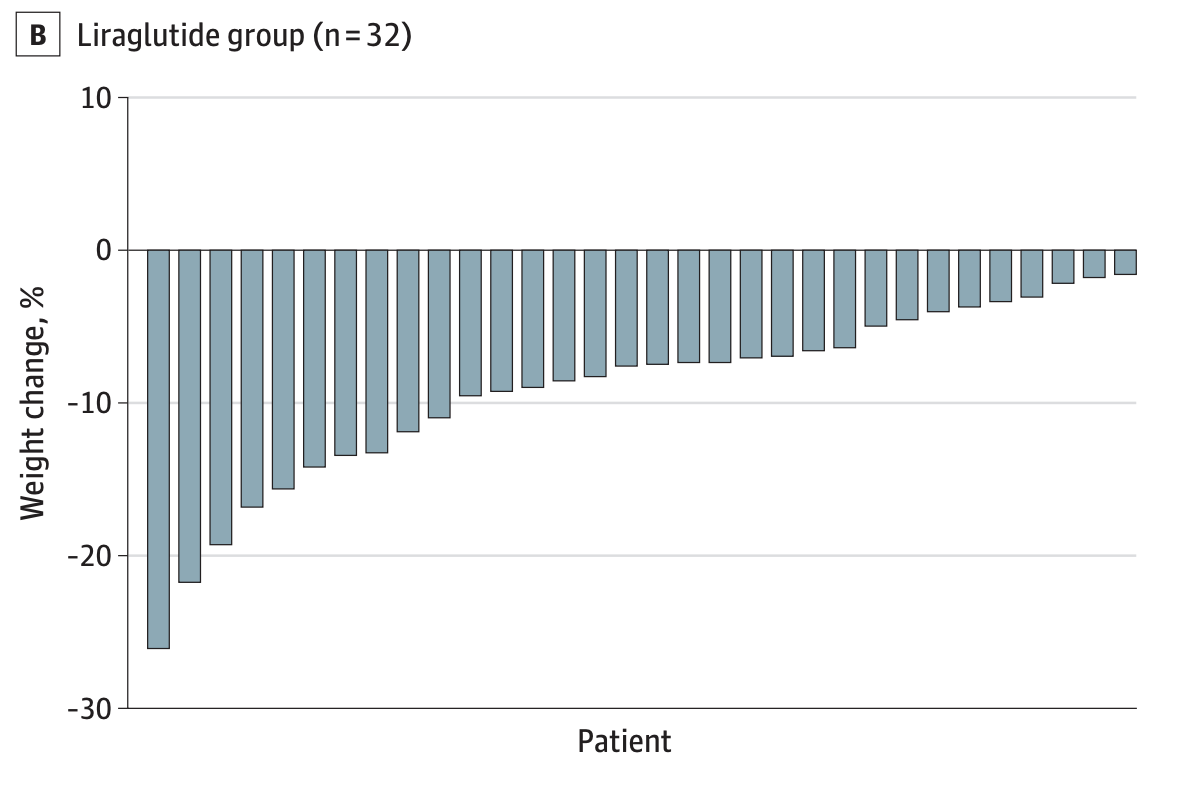 B Liraglutide group (n = 32)
10
0
-10
-20
-30
Weight change, %
Patient